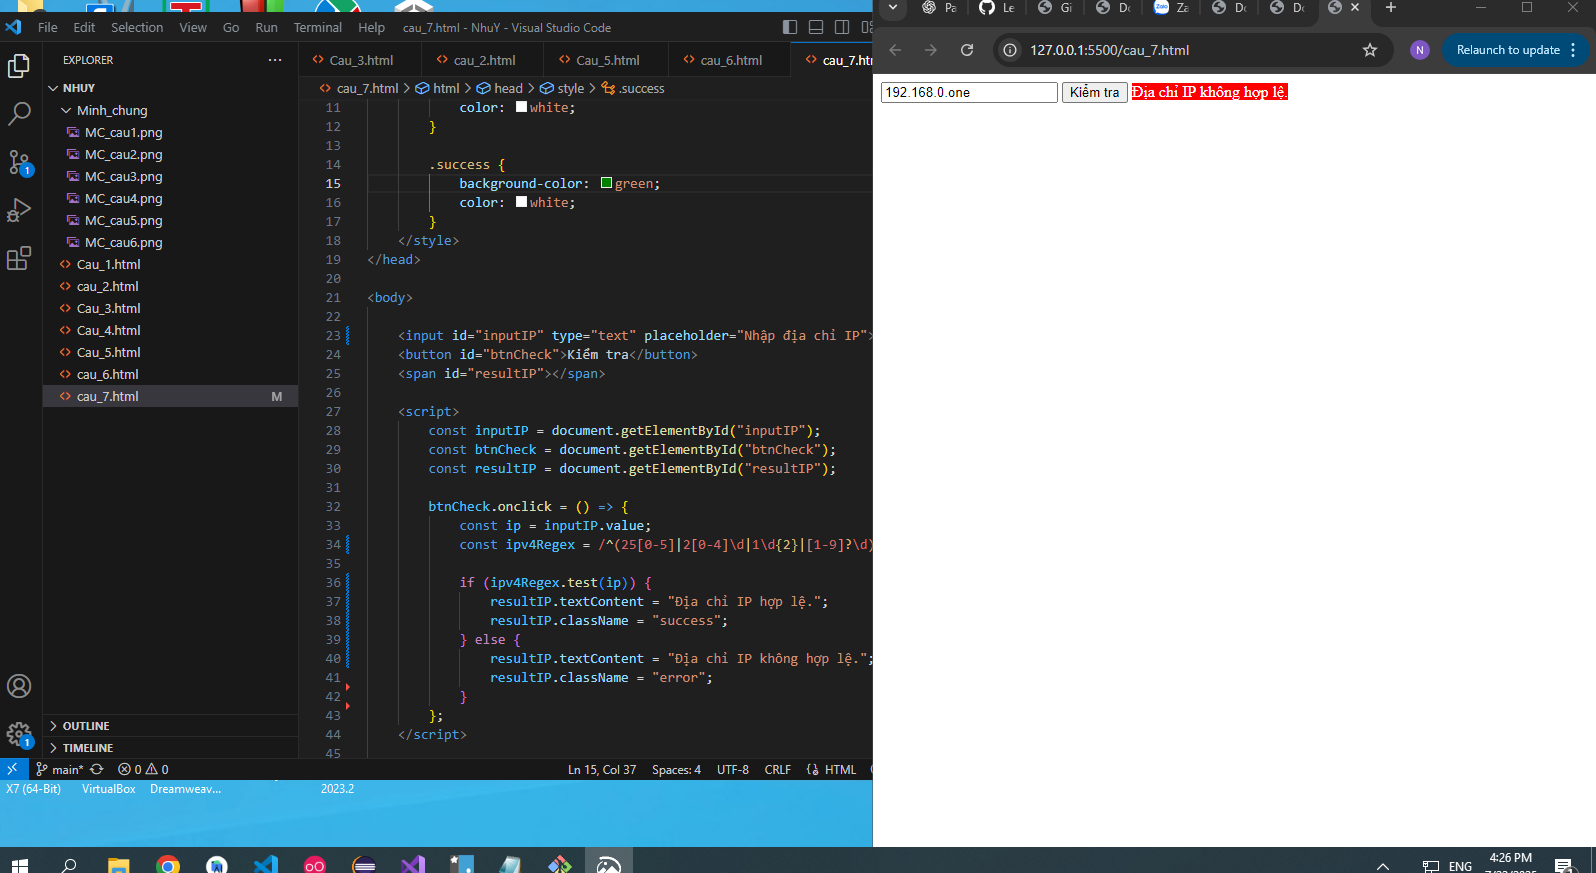 File Edit Selection View Go Run Terminal Help cau_7.html - NhuY - Visual Studio Code
EXPLORER
NHUY
Minh_chung
MC_cau1.png
MC_cau2.png
MC_cau3.png
MC_cau4.png
MC_cau5.png
MC_cau6.png
Cau_1.html
cau_2.html
Cau_3.html
Cau_4.html
Cau_5.html
cau_6.html
cau_7.html M
OUTLINE
TIMELINE
1
1
Cau_3.html cau_2.html Cau_5.html cau_6.html cau_7.htm
cau_7.html > html > head > style > .success
11 color: white;
12 }
13
14 .success {
15 background-color: green;
16 color: white;
17 }
18 </style>
19 </head>
20
21 <body>
22
23 <input id="inputIP" type="text" placeholder="Nhập địa chỉ IP">
24 <button id="btnCheck">Kiểm tra</button>
25 <span id="resultIP"></span>
26
27 <script>
28 const inputIP = document.getElementById("inputIP");
29 const btnCheck = document.getElementById("btnCheck");
30 const resultIP = document.getElementById("resultIP");
31
32 btnCheck.onclick = () => {
33 const ip = inputIP.value;
34 const ipv4Regex = /^(25[0-5]|2[0-4]\d|1\d{2}|[1-9]?\d)
35
36 if (ipv4Regex.test(ip)) {
37 resultIP.textContent = "Địa chỉ IP hợp lệ.";
38 resultIP.className = "success";
39 } else {
40 resultIP.textContent = "Địa chỉ IP không hợp lệ.";
41 resultIP.className = "error";
42 }
43 };
44 </script>
45
main* 0 0 Ln 15, Col 37 Spaces: 4 UTF-8 CRLF HTML
X7 (64-Bit) VirtualBox Dreamweav... 2023.2
Pa Le Gi Do Za Do Do
127.0.0.1:5500/cau_7.html N Relaunch to update
192.168.0.one Kiểm tra Địa chỉ IP không hợp lệ.
ENG 4:26 PM